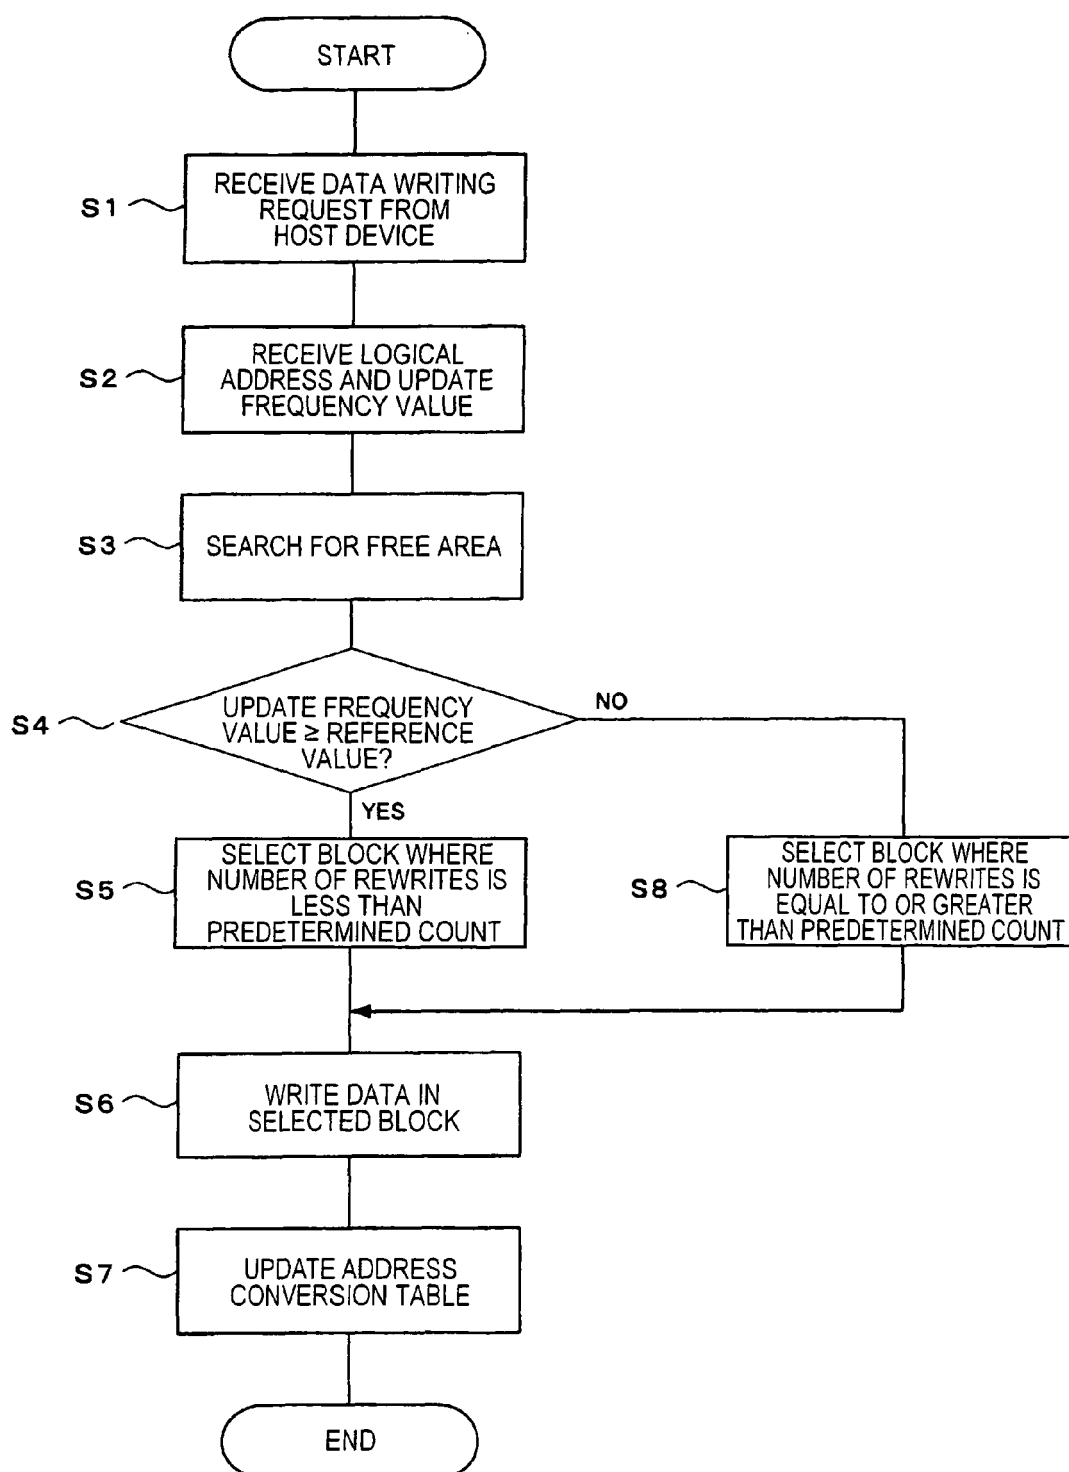 START
S1
RECEIVE DATA WRITING
REQUEST FROM
HOST DEVICE
S2
RECEIVE LOGICAL
ADDRESS AND UPDATE
FREQUENCY VALUE
S3
SEARCH FOR FREE AREA
S4
UPDATE FREQUENCY
VALUE ≥ REFERENCE
VALUE?
NO
YES
S5
SELECT BLOCK WHERE
NUMBER OF REWRITES IS
LESS THAN
PREDETERMINED COUNT
S8
SELECT BLOCK WHERE
NUMBER OF REWRITES IS
EQUAL TO OR GREATER
THAN PREDETERMINED COUNT
S6
WRITE DATA IN
SELECTED BLOCK
S7
UPDATE ADDRESS
CONVERSION TABLE
END